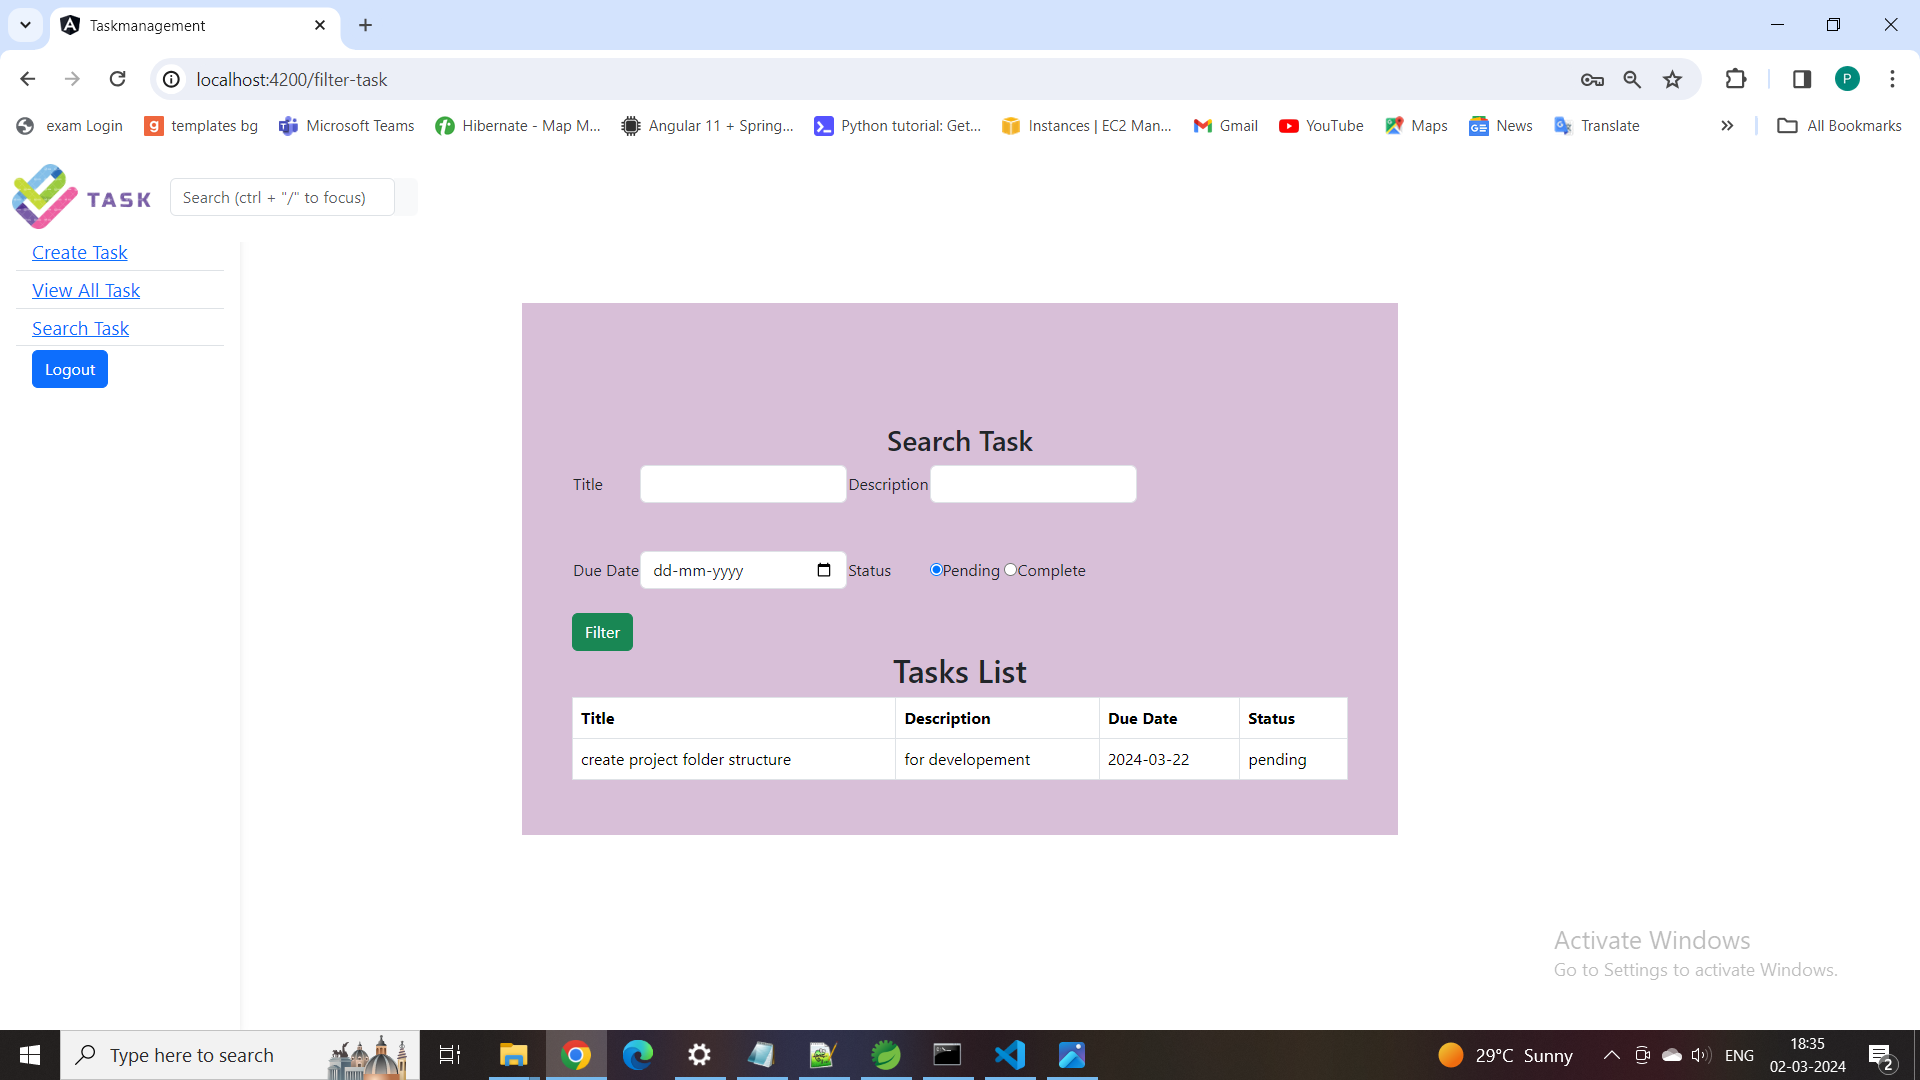 Taskmanagement
localhost:4200/filter-task
P
exam Login
g templates bg
Microsoft Teams
Hibernate - Map M...
Angular 11 + Spring...
Python tutorial: Get...
Instances | EC2 Man...
Gmail
YouTube
Maps
News
Translate
All Bookmarks
TASK
Search (ctrl + "/" to focus)
Create Task
View All Task
Search Task
Logout
Search Task
Title
Description
Due Date dd-mm-yyyy Status Pending Complete
Filter
Tasks List
Title Description Due Date Status
create project folder structure for developement 2024-03-22 pending
Activate Windows
Go to Settings to activate Windows.
Type here to search
29°C Sunny
ENG
18:35
02-03-2024
2